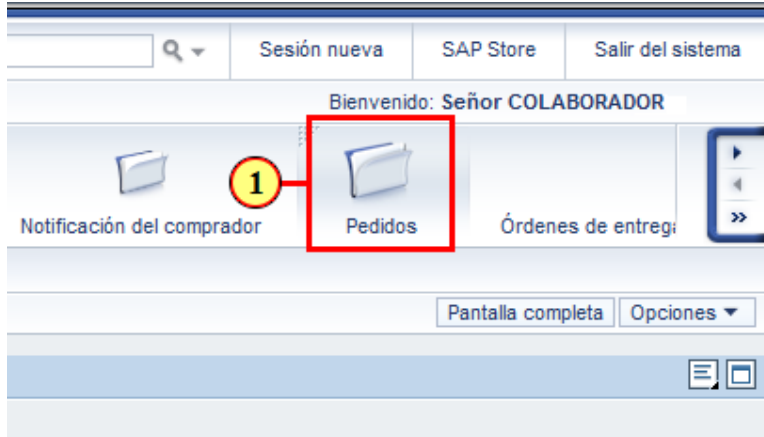 Sesión nueva SAP Store Salir del sistema
Bienvenido: Señor COLABORADOR
1
Notificación del comprador Pedidos Órdenes de entrega
Pantalla completa Opciones